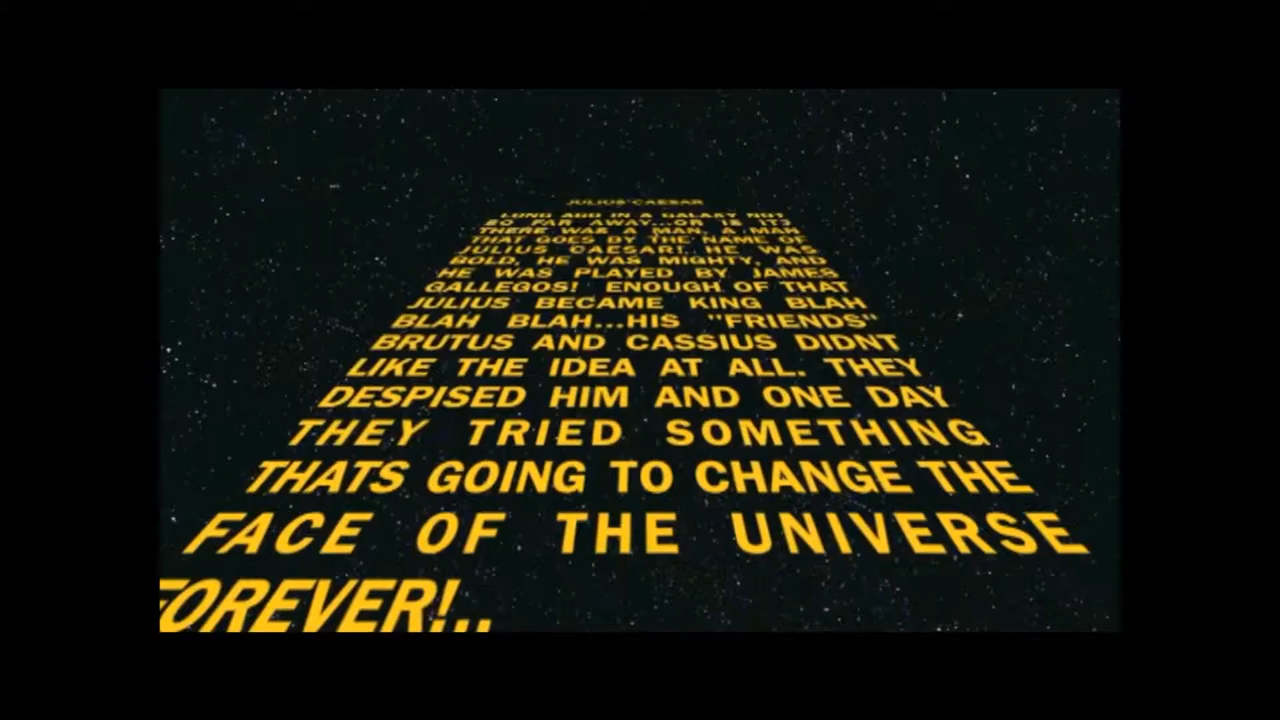 JULIUS CAESAR
LONG AGO IN A GALAXY NOT
SO FAR AWAY...OR IS IT?
THERE WAS A MAN, A MAN
THAT GOES BY THE NAME OF
JULIUS CAESAR!. HE WAS
BOLD, HE WAS MIGHTY, AND
HE WAS PLAYED BY JAMES
GALLEGOS! ENOUGH OF THAT
JULIUS BECAME KING BLAH
BLAH BLAH...HIS "FRIENDS"
BRUTUS AND CASSIUS DIDNT
LIKE THE IDEA AT ALL. THEY
DESPISED HIM AND ONE DAY
THEY TRIED SOMETHING
THATS GOING TO CHANGE THE
FACE OF THE UNIVERSE
FOREVER!..